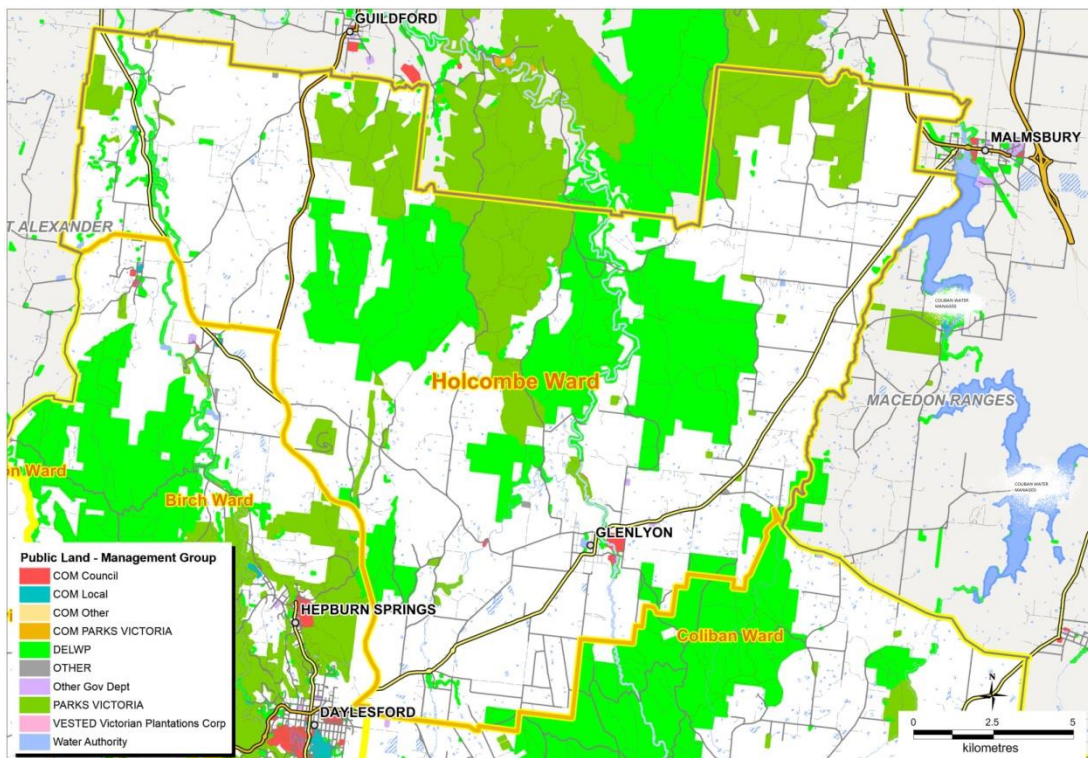 GUILDFORD
MALMSBURY
T ALEXANDER
COLIBAN WATER
MANAGED
Holcombe Ward
MACEDON RANGES
on Ward
Birch Ward
COLIBAN WATER
MANAGED
GLENLYON
HEPBURN SPRINGS
Coliban Ward
DAYLESFORD
Public Land - Management Group
COM Council
COM Local
COM Other
COM PARKS VICTORIA
DELWP
OTHER
Other Gov Dept
PARKS VICTORIA
VESTED Victorian Plantations Corp
Water Authority
N
0 2.5 5
kilometres